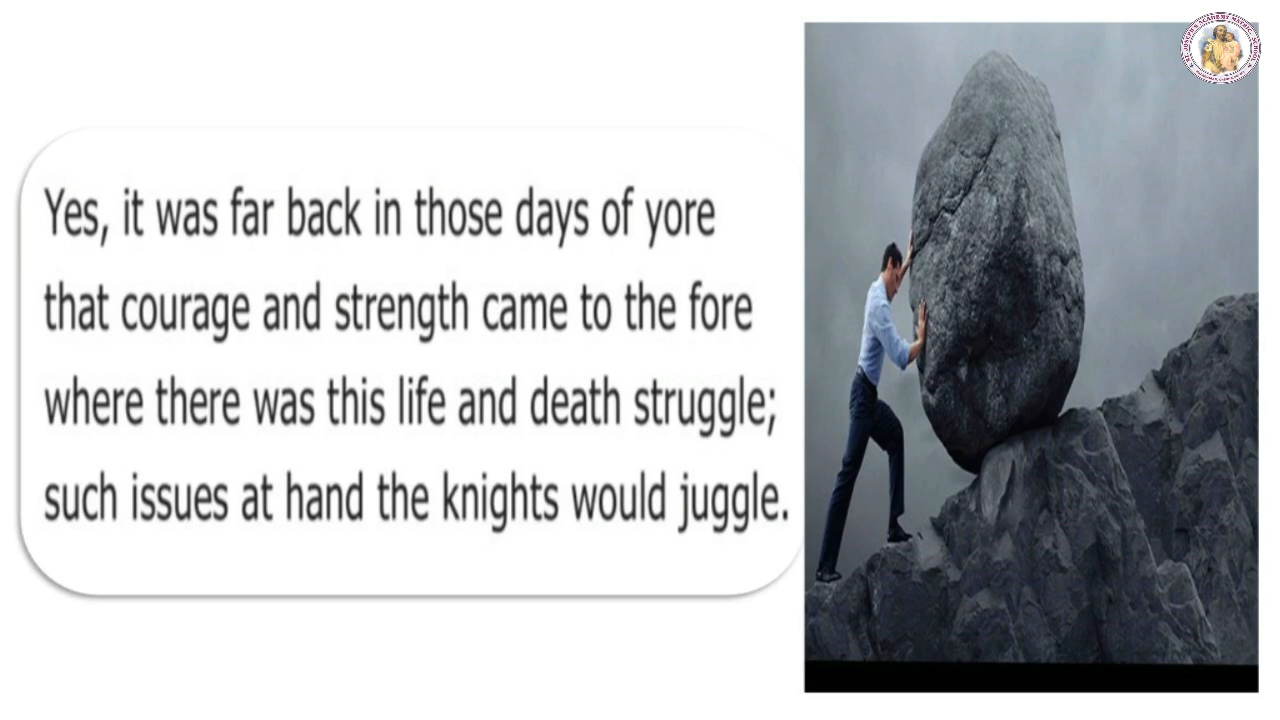 Yes, it was far back in those days of yore
that courage and strength came to the fore
where there was this life and death struggle;
such issues at hand the knights would juggle.